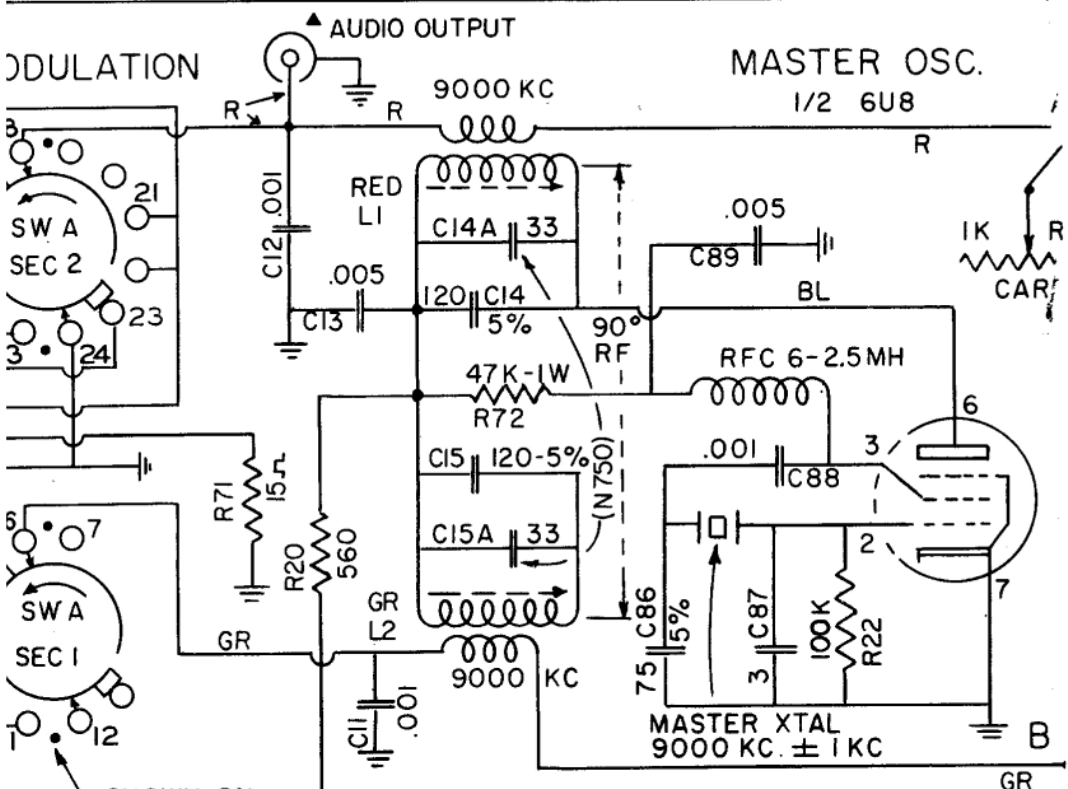 ▲ AUDIO OUTPUT
ODULATION
MASTER OSC.
1/2 6U8
9000 KC
R
R
R
8
21
RED
L1
.001
C12
C14A 33
.005
C89
1K
R
CAR
SW A
SEC 2
.005
C13
120 C14
5%
BL
90°
RF
23
3
24
47K-1W
R72
RFC 6-2.5MH
6
3
.001
C88
C15 120-5%
(N750)
R71
15Ω
6
7
R20
560
C15A 33
2
7
GR
L2
SW A
SEC 1
GR
9000 KC
C86
5%
75
C87
3
100K
R22
C11
.001
1
12
MASTER XTAL
9000 KC. ± 1KC
B
GR